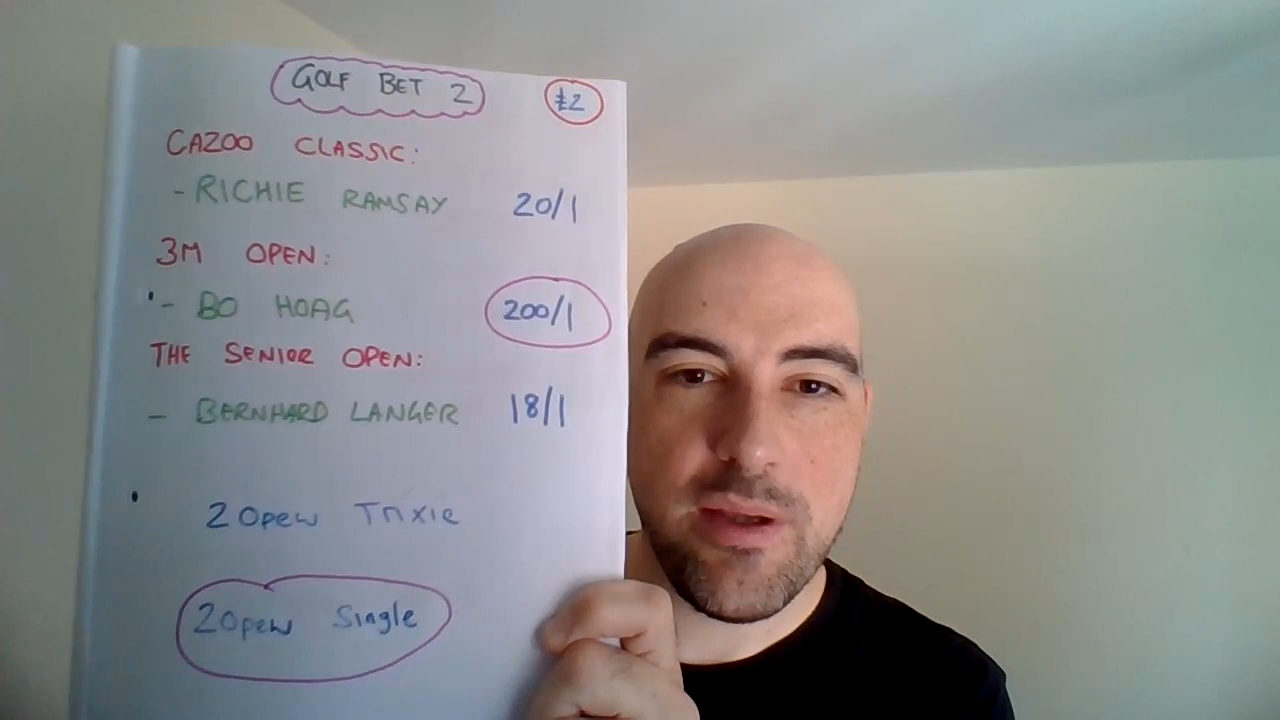 GOLF BET 2
£2
CAZOO CLASSIC:
- RICHIE RAMSAY 20/1
3M OPEN:
- BO HOAG 200/1
THE SENIOR OPEN:
- BERNHARD LANGER 18/1
20pew Trixie
20pew Single